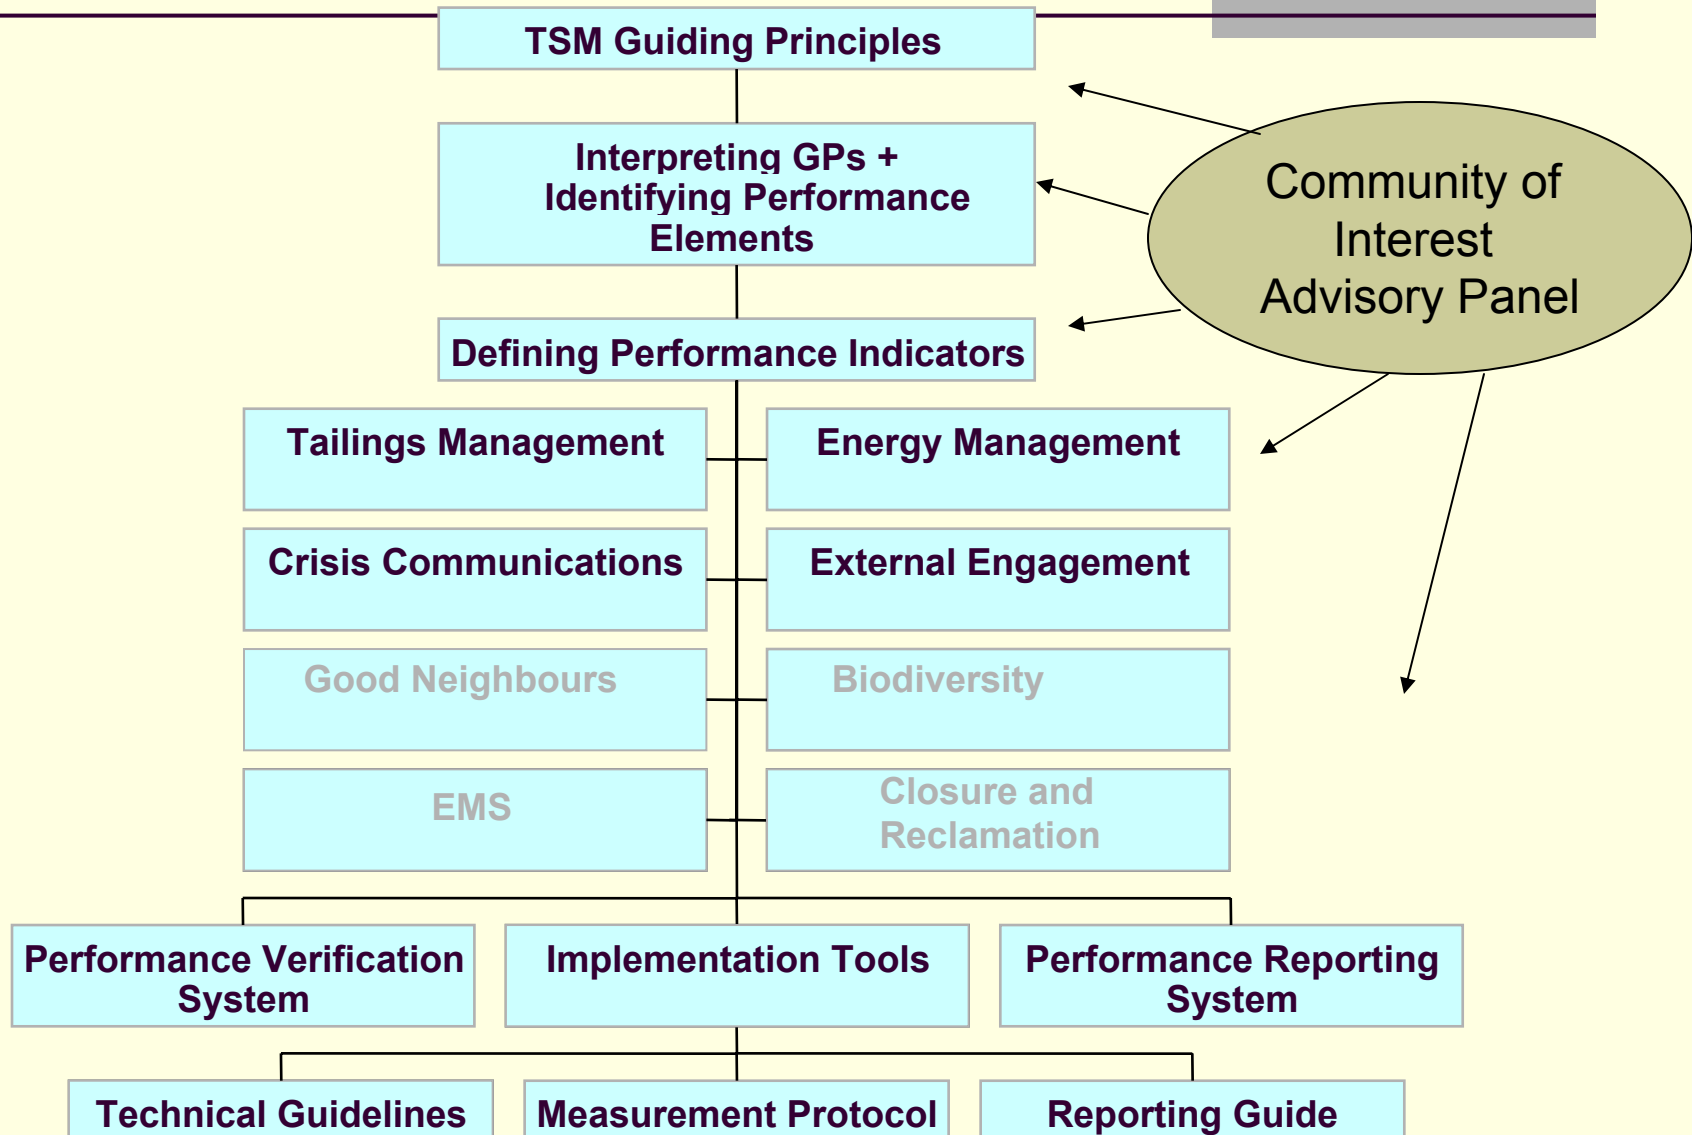 TSM Guiding Principles
Interpreting GPs +
Identifying Performance
Elements
Community of
Interest
Advisory Panel
Defining Performance Indicators
Tailings Management
Energy Management
Crisis Communications
External Engagement
Good Neighbours
Biodiversity
EMS
Closure and
Reclamation
Performance Verification
System
Implementation Tools
Performance Reporting
System
Technical Guidelines
Measurement Protocol
Reporting Guide